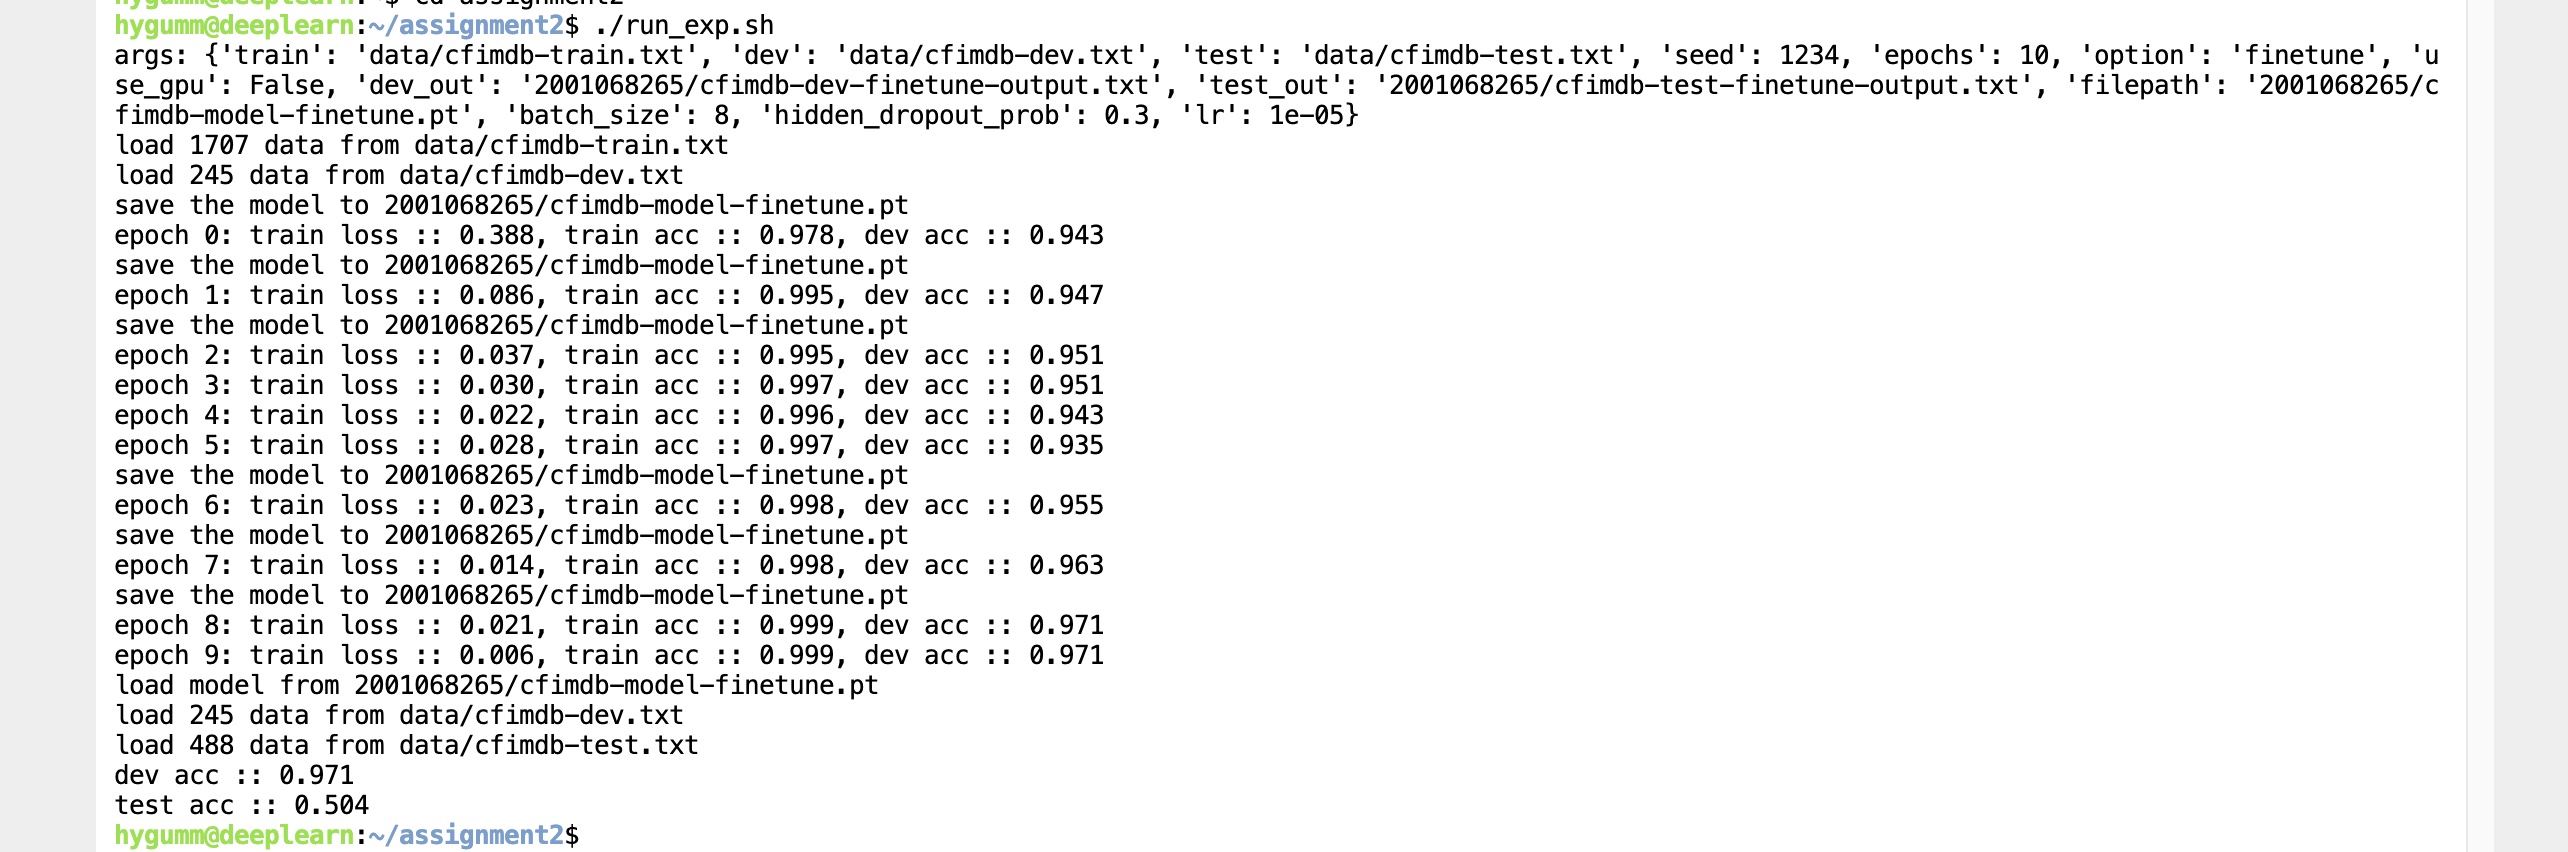 hygumm@deeplearn:~$ cd assignment2
hygumm@deeplearn:~/assignment2$ ./run_exp.sh
args: {'train': 'data/cfimdb-train.txt', 'dev': 'data/cfimdb-dev.txt', 'test': 'data/cfimdb-test.txt', 'seed': 1234, 'epochs': 10, 'option': 'finetune', 'u
se_gpu': False, 'dev_out': '2001068265/cfimdb-dev-finetune-output.txt', 'test_out': '2001068265/cfimdb-test-finetune-output.txt', 'filepath': '2001068265/c
fimdb-model-finetune.pt', 'batch_size': 8, 'hidden_dropout_prob': 0.3, 'lr': 1e-05}
load 1707 data from data/cfimdb-train.txt
load 245 data from data/cfimdb-dev.txt
save the model to 2001068265/cfimdb-model-finetune.pt
epoch 0: train loss :: 0.388, train acc :: 0.978, dev acc :: 0.943
save the model to 2001068265/cfimdb-model-finetune.pt
epoch 1: train loss :: 0.086, train acc :: 0.995, dev acc :: 0.947
save the model to 2001068265/cfimdb-model-finetune.pt
epoch 2: train loss :: 0.037, train acc :: 0.995, dev acc :: 0.951
epoch 3: train loss :: 0.030, train acc :: 0.997, dev acc :: 0.951
epoch 4: train loss :: 0.022, train acc :: 0.996, dev acc :: 0.943
epoch 5: train loss :: 0.028, train acc :: 0.997, dev acc :: 0.935
save the model to 2001068265/cfimdb-model-finetune.pt
epoch 6: train loss :: 0.023, train acc :: 0.998, dev acc :: 0.955
save the model to 2001068265/cfimdb-model-finetune.pt
epoch 7: train loss :: 0.014, train acc :: 0.998, dev acc :: 0.963
save the model to 2001068265/cfimdb-model-finetune.pt
epoch 8: train loss :: 0.021, train acc :: 0.999, dev acc :: 0.971
epoch 9: train loss :: 0.006, train acc :: 0.999, dev acc :: 0.971
load model from 2001068265/cfimdb-model-finetune.pt
load 245 data from data/cfimdb-dev.txt
load 488 data from data/cfimdb-test.txt
dev acc :: 0.971
test acc :: 0.504
hygumm@deeplearn:~/assignment2$